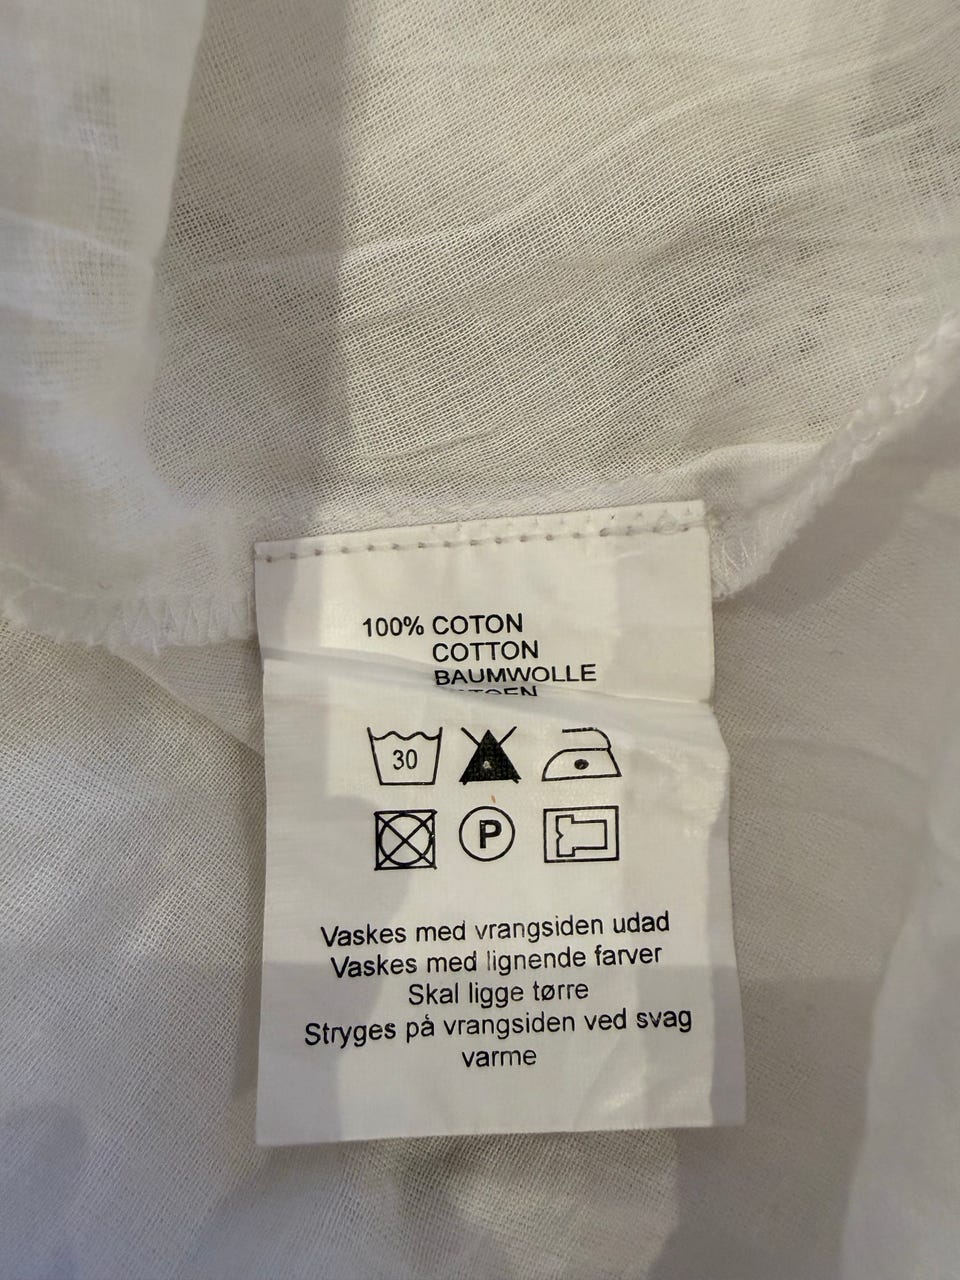 100% COTON
COTTON
BAUMWOLLE
30
P
Vaskes med vrangsiden udad
Vaskes med lignende farver
Skal ligge tørre
Stryges på vrangsiden ved svag
varme